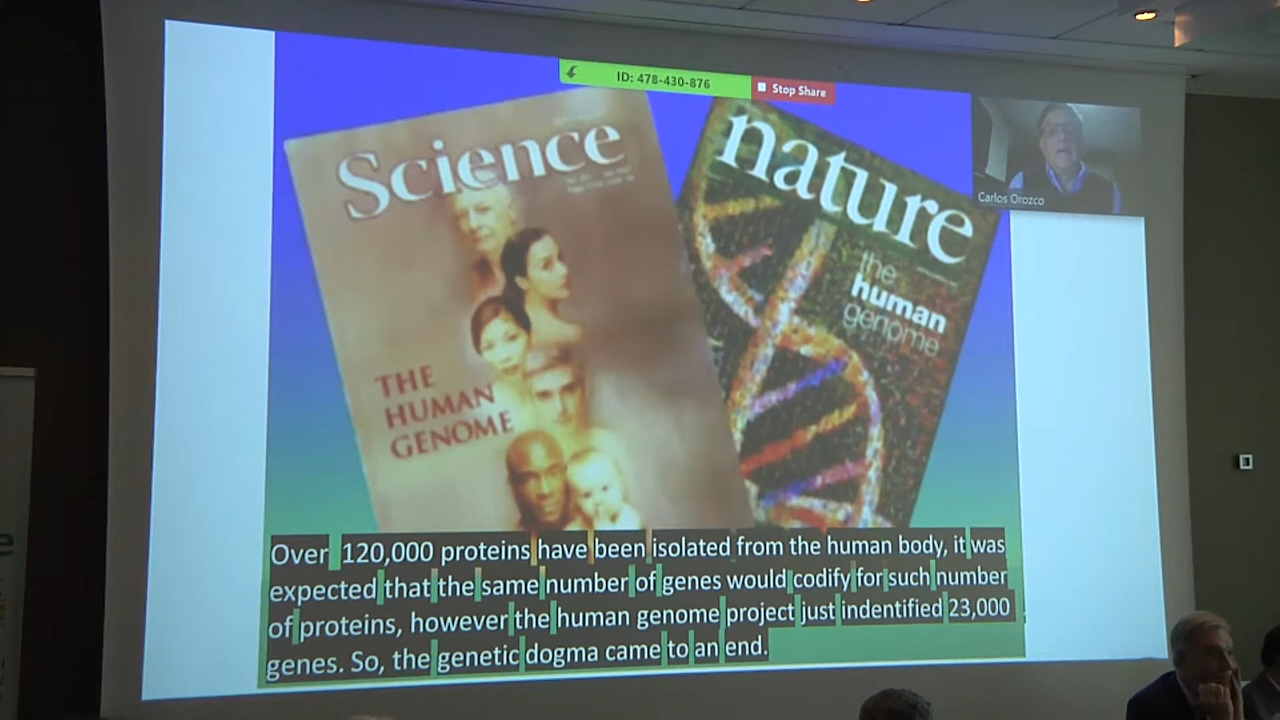 ID: 478-430-876
Stop Share
Science
nature
Carlos Orozco
the
human
genome
THE
HUMAN
GENOME
Over 120,000 proteins have been isolated from the human body, it was
expected that the same number of genes would codify for such number
of proteins, however the human genome project just indentified 23,000
genes. So, the genetic dogma came to an end.
e